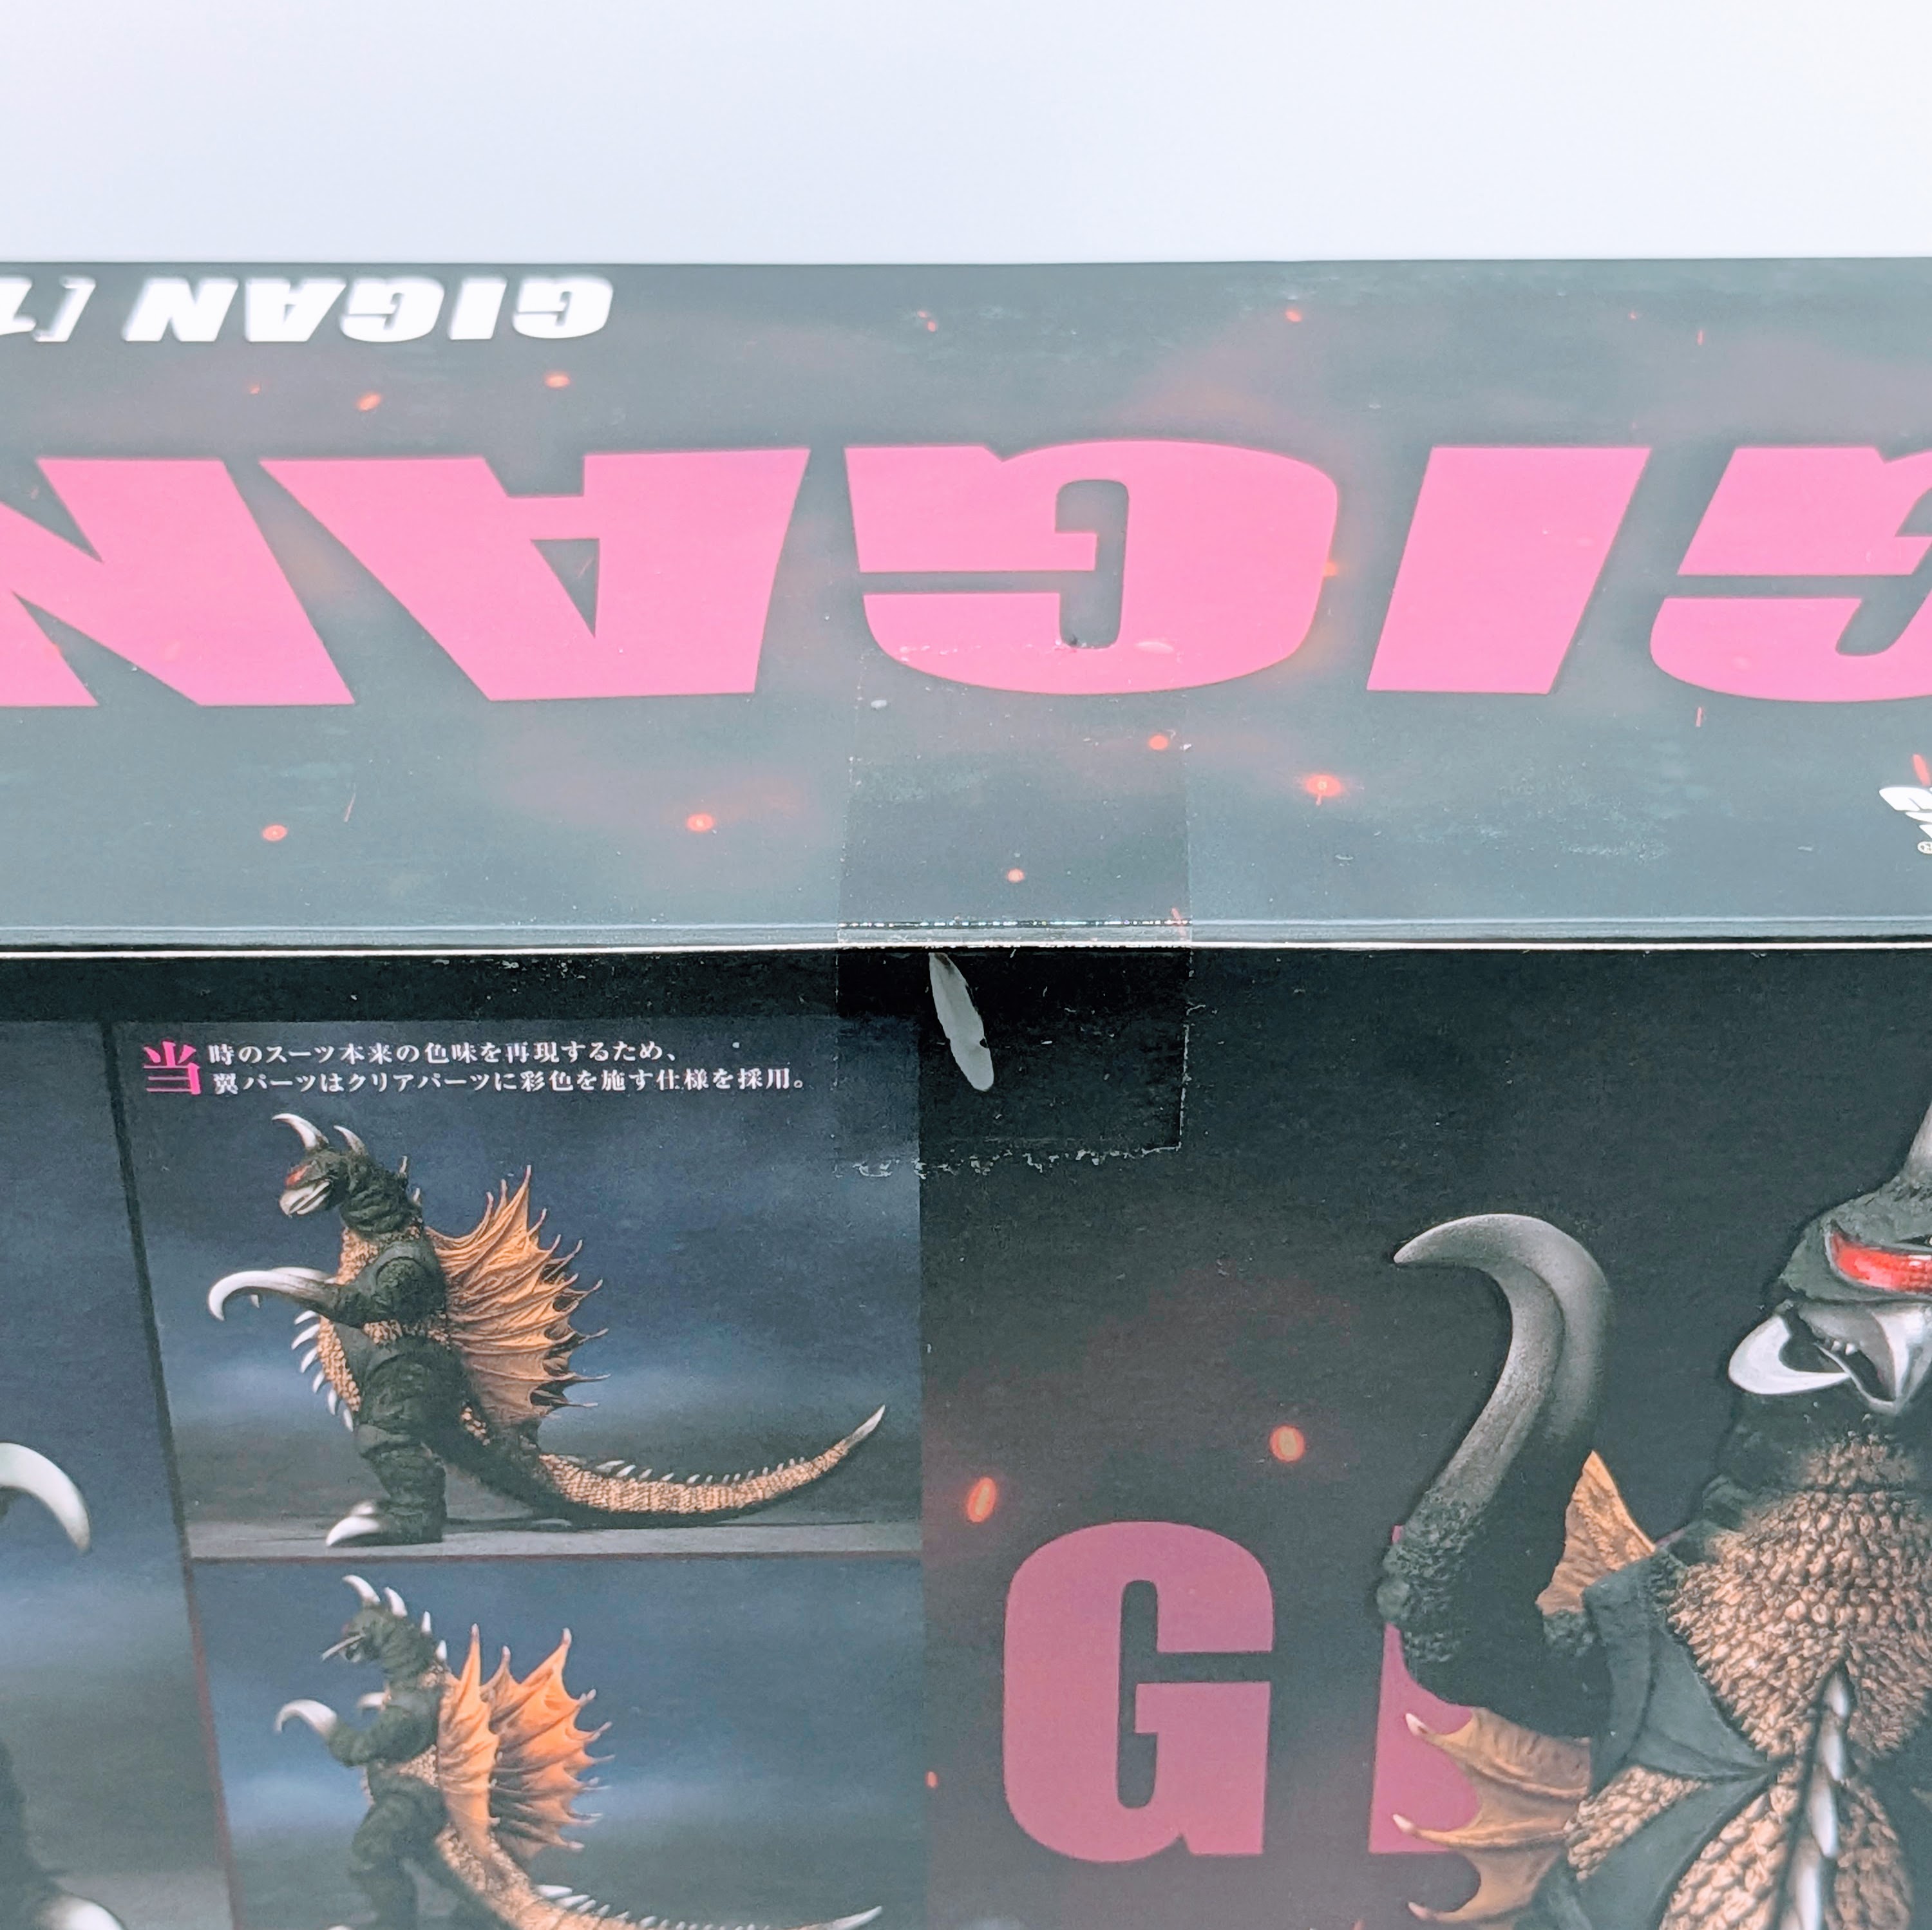 GIGAN [1
GIGAN
当時のスーツ本来の色味を再現するため、
翼パーツはクリアパーツに彩色を施す仕様を採用。
G